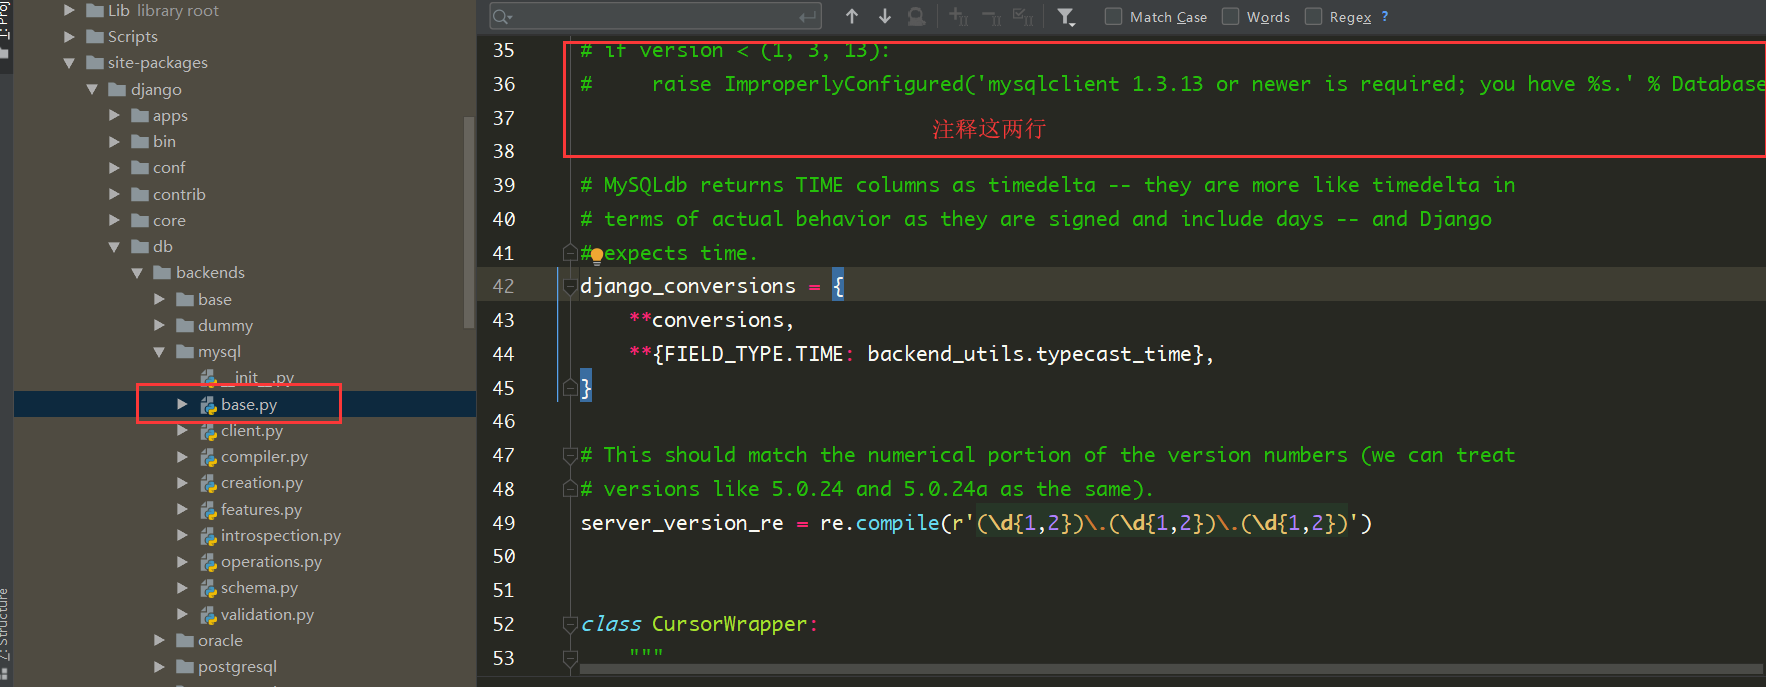 1: Proj
Lib library root
Scripts
site-packages
django
apps
bin
conf
contrib
core
db
backends
base
dummy
mysql
__init__.py
base.py
client.py
compiler.py
creation.py
features.py
introspection.py
operations.py
schema.py
validation.py
oracle
postgresql
7: Structure
Match Case Words Regex ?
35 # if version < (1, 3, 13):
36 #     raise ImproperlyConfigured('mysqlclient 1.3.13 or newer is required; you have %s.' % Database
37
注释这两行
38
39 # MySQLdb returns TIME columns as timedelta -- they are more like timedelta in
40 # terms of actual behavior as they are signed and include days -- and Django
41 # expects time.
42 django_conversions = {
43     **conversions,
44     **{FIELD_TYPE.TIME: backend_utils.typecast_time},
45 }
46
47 # This should match the numerical portion of the version numbers (we can treat
48 # versions like 5.0.24 and 5.0.24a as the same).
49 server_version_re = re.compile(r'(\d{1,2})\.(\d{1,2})\.(\d{1,2})')
50
51
52 class CursorWrapper:
53     """